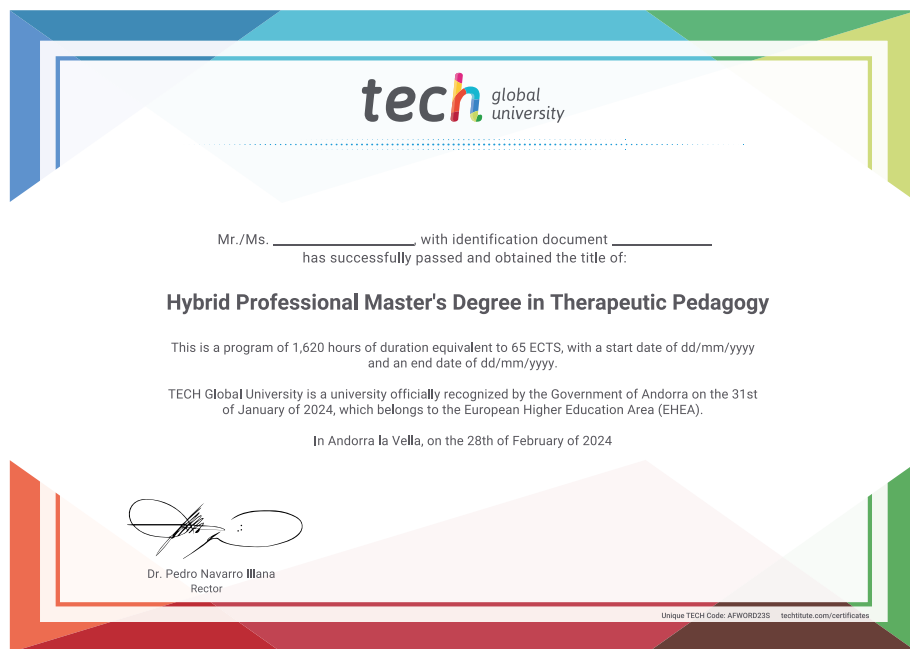 tech global
university
Mr./Ms. ________________, with identification document ____________
has successfully passed and obtained the title of:
Hybrid Professional Master's Degree in Therapeutic Pedagogy
This is a program of 1,620 hours of duration equivalent to 65 ECTS, with a start date of dd/mm/yyyy
and an end date of dd/mm/yyyy.
TECH Global University is a university officially recognized by the Government of Andorra on the 31st
of January of 2024, which belongs to the European Higher Education Area (EHEA).
In Andorra la Vella, on the 28th of February of 2024
Dr. Pedro Navarro Illana
Rector
Unique TECH Code: AFWORD23S techtitute.com/certificates